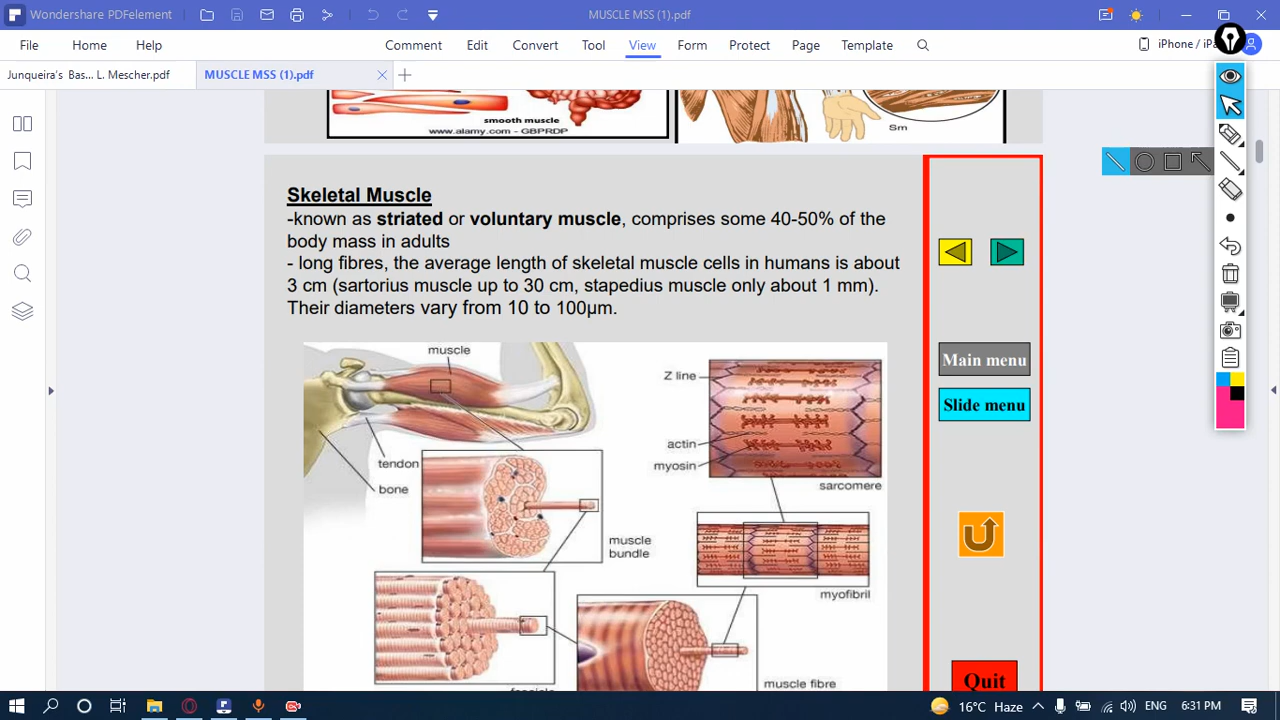 Wondershare PDFelement
MUSCLE MSS (1).pdf
File Home Help Comment Edit Convert Tool View Form Protect Page Template
iPhone / iPa
Junqueira's Bas... L. Mescher.pdf
MUSCLE MSS (1).pdf
smooth muscle
www.alamy.com - GBPRDP
Sm
Skeletal Muscle
-known as striated or voluntary muscle, comprises some 40-50% of the
body mass in adults
- long fibres, the average length of skeletal muscle cells in humans is about
3 cm (sartorius muscle up to 30 cm, stapedius muscle only about 1 mm).
Their diameters vary from 10 to 100µm.
muscle
tendon
bone
muscle
bundle
Z line
actin
myosin
sarcomere
myofibril
muscle fibre
Main menu
Slide menu
Quit
16°C Haze
ENG
6:31 PM